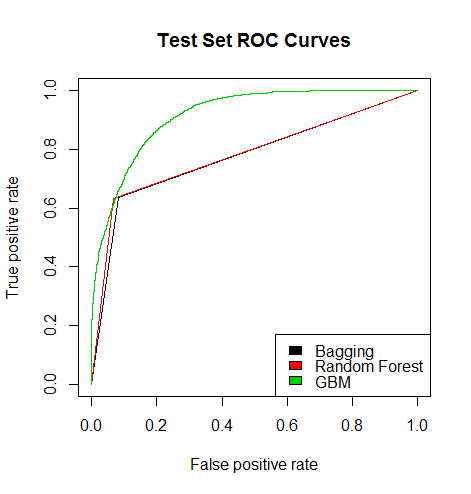 Test Set ROC Curves
True positive rate
1.0
0.8
0.6
0.4
0.2
0.0
Bagging
Random Forest
GBM
0.0 0.2 0.4 0.6 0.8 1.0
False positive rate